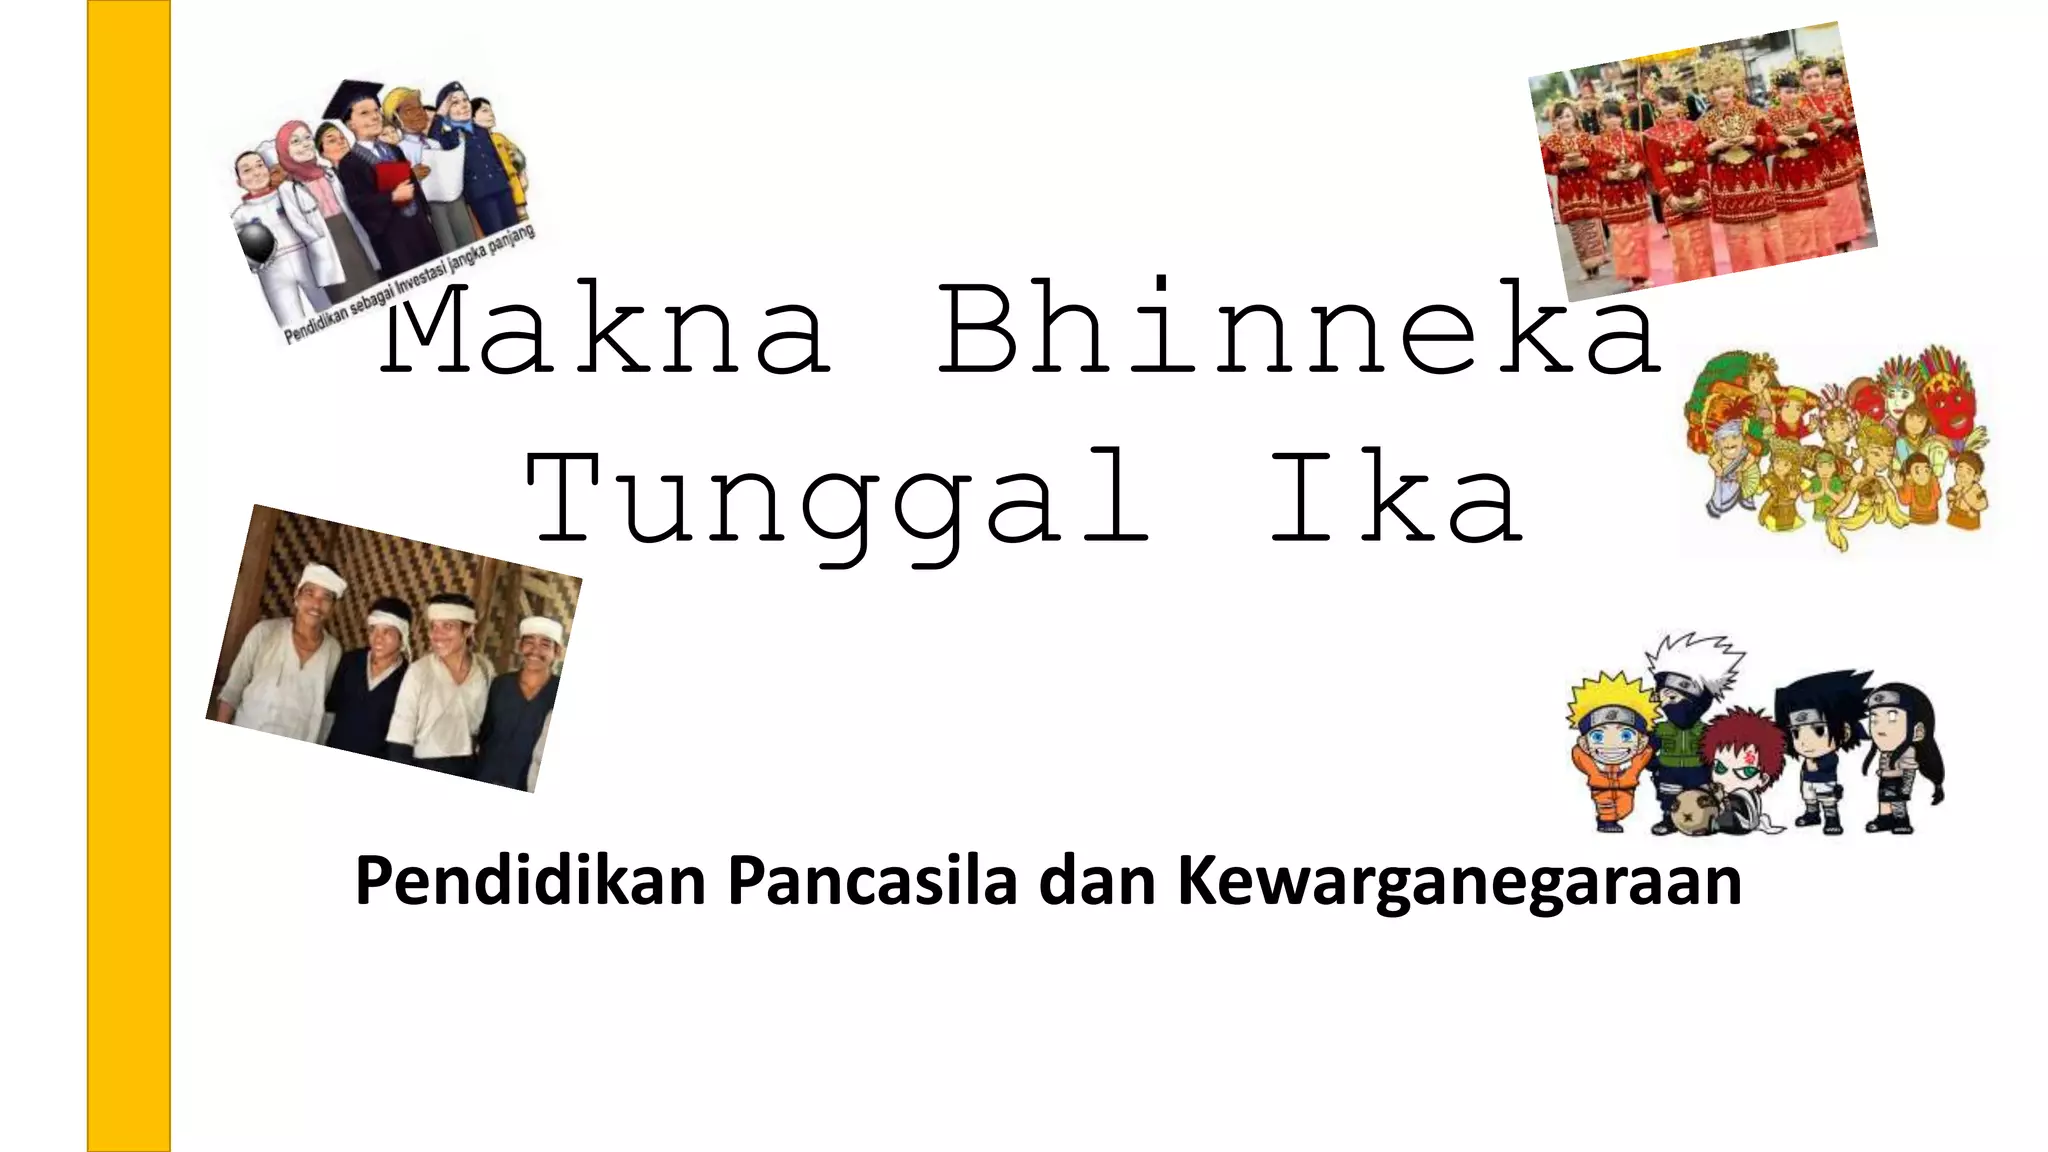 Pendidikan sebagai Investasi jangka panjang
Makna Bhinneka
Tunggal Ika
Pendidikan Pancasila dan Kewarganegaraan